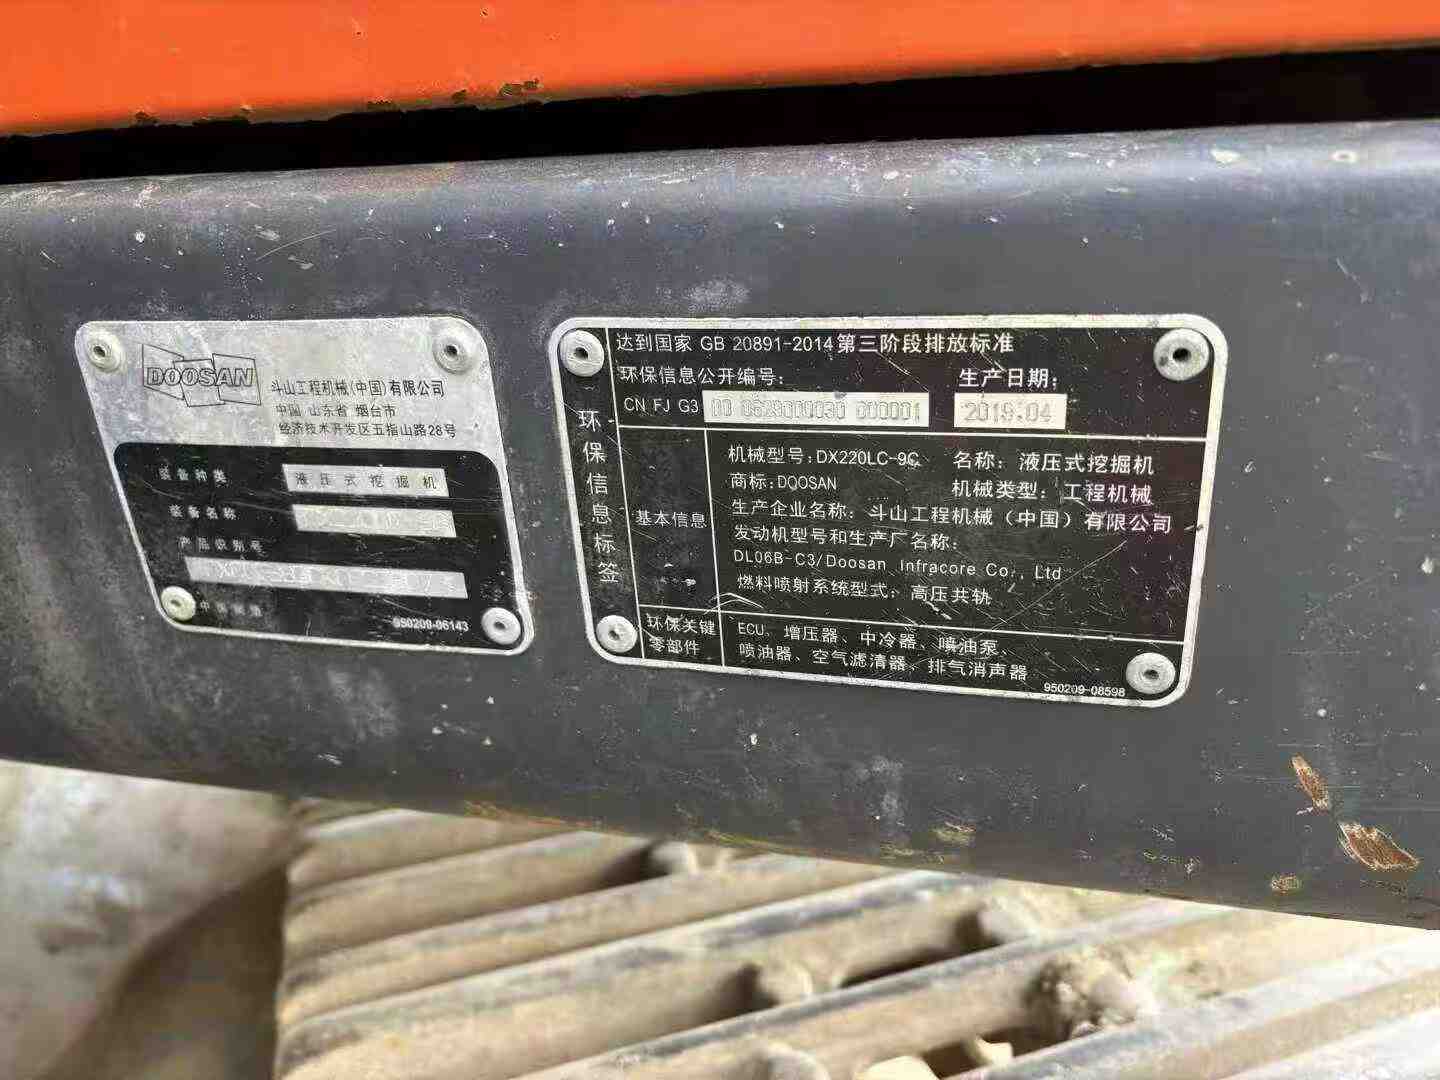 DOOSAN
斗山工程机械(中国)有限公司
中国 山东省 烟台市
经济技术开发区五指山路28号
装备种类 液压式挖掘机
装备名称
产品识别号
中国制造
950209-06143
达到国家 GB 20891-2014 第三阶段排放标准
环保信息公开编号: 生产日期:
CN FJ G3 000001 2019.04
环保信息标签
基本信息
机械型号: DX220LC-9C 名称: 液压式挖掘机
商标: DOOSAN 机械类型: 工程机械
生产企业名称: 斗山工程机械 (中国) 有限公司
发动机型号和生产厂名称:
DL06B-C3/Doosan Infracore Co., Ltd
燃料喷射系统型式: 高压共轨
环保关键零部件
ECU、增压器、中冷器、喷油泵、
喷油器、空气滤清器、排气消声器
950209-08598